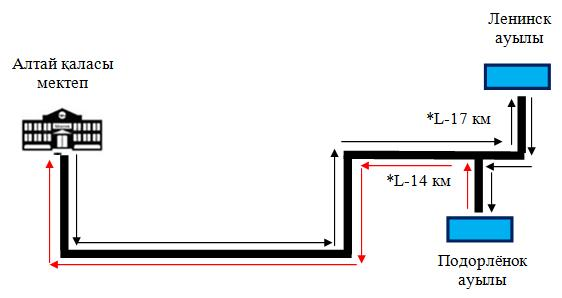 Ленинск
ауылы
Алтай қаласы
мектеп
*L-17 км
*L-14 км
Подорлёнок
ауылы